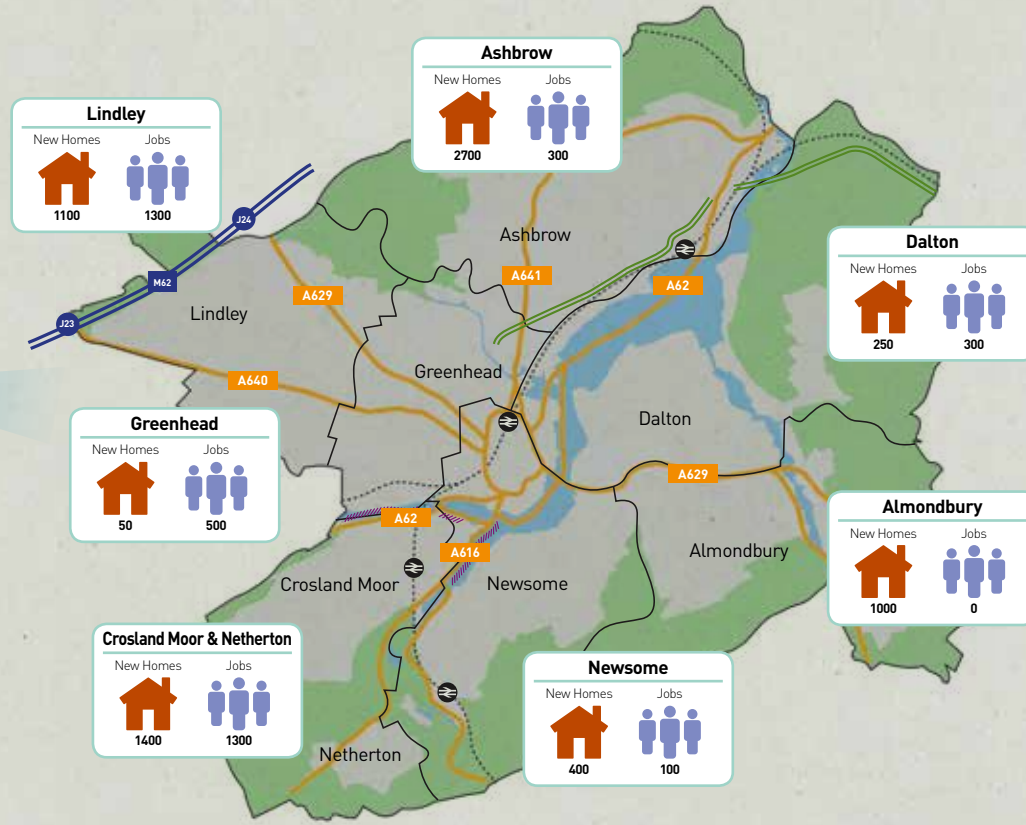 Ashbrow
New Homes Jobs
2700 300
Lindley
New Homes Jobs
1100 1300
J24
M62
J23
Ashbrow
A641
A62
A629
Lindley
Dalton
New Homes Jobs
250 300
Greenhead
A640
Greenhead
New Homes Jobs
50 500
Dalton
A629
A62
A616
Almondbury
Almondbury
New Homes Jobs
1000 0
Crosland Moor
Newsome
Crosland Moor & Netherton
New Homes Jobs
1400 1300
Newsome
New Homes Jobs
400 100
Netherton